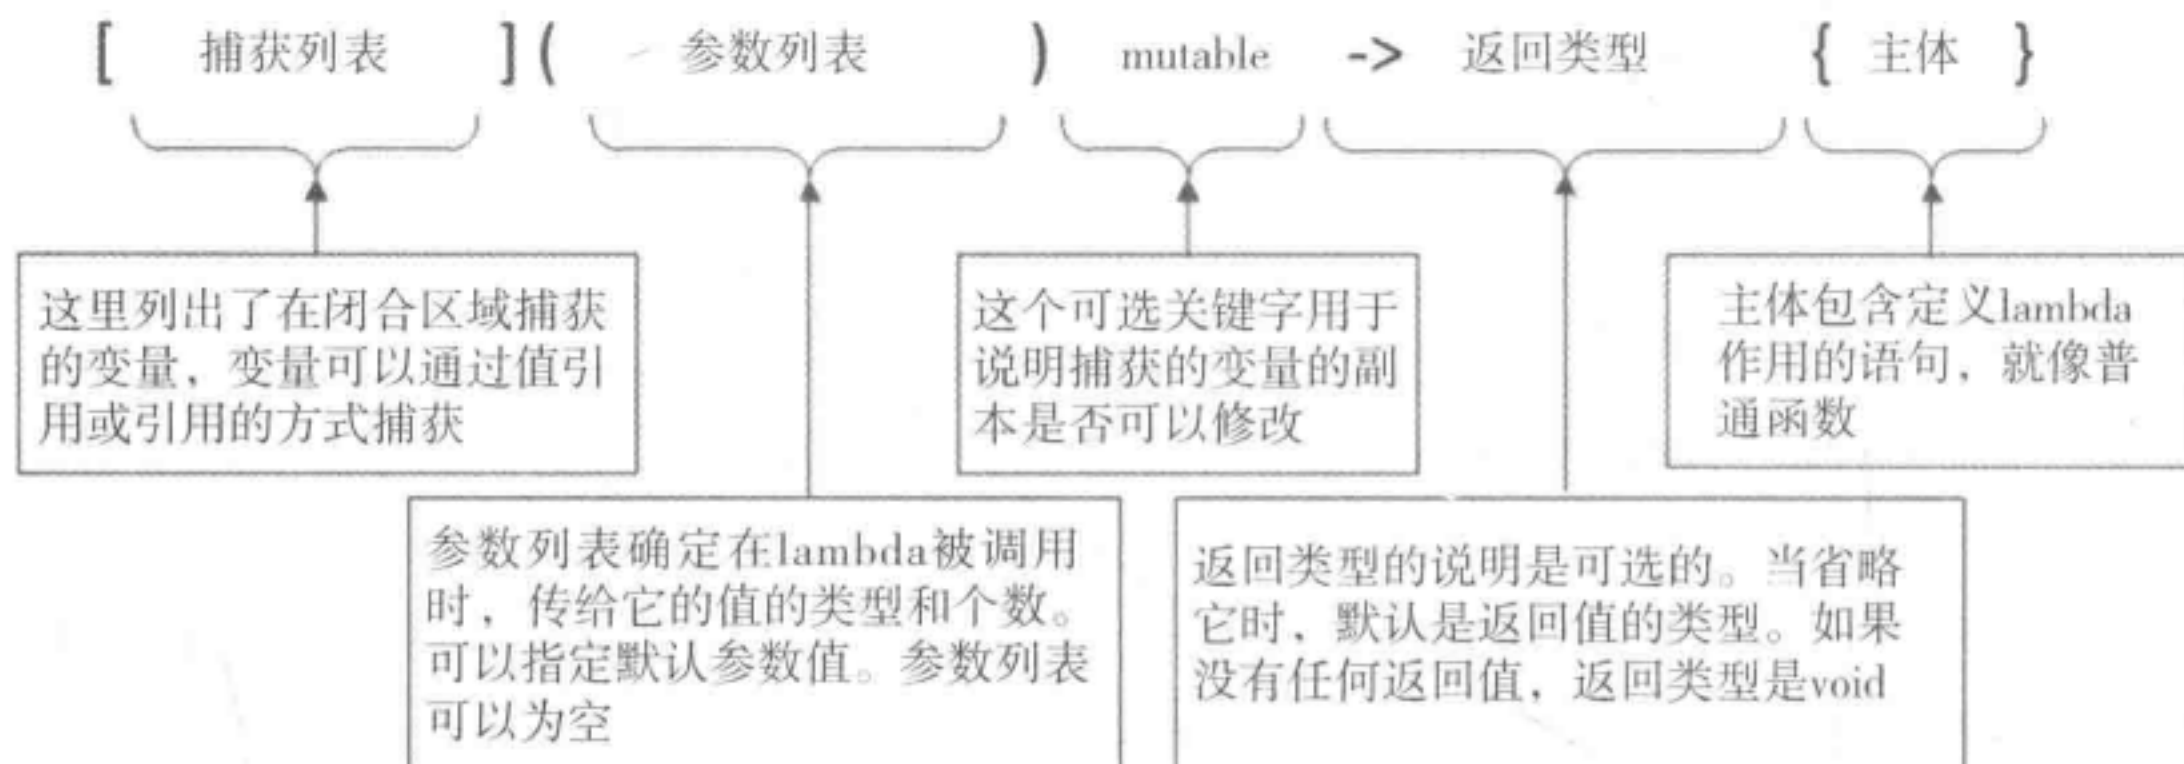 [ 捕获列表 ] ( 参数列表 ) mutable -> 返回类型 { 主体 }
这里列出了在闭合区域捕获
的变量，变量可以通过值引
用或引用的方式捕获
这个可选关键字用于
说明捕获的变量的副
本是否可以修改
主体包含定义lambda
作用的语句，就像普
通函数
参数列表确定在lambda被调用
时，传给它的值的类型和个数。
可以指定默认参数值。参数列表
可以为空
返回类型的说明是可选的。当省略
它时，默认是返回值的类型。如果
没有任何返回值，返回类型是void